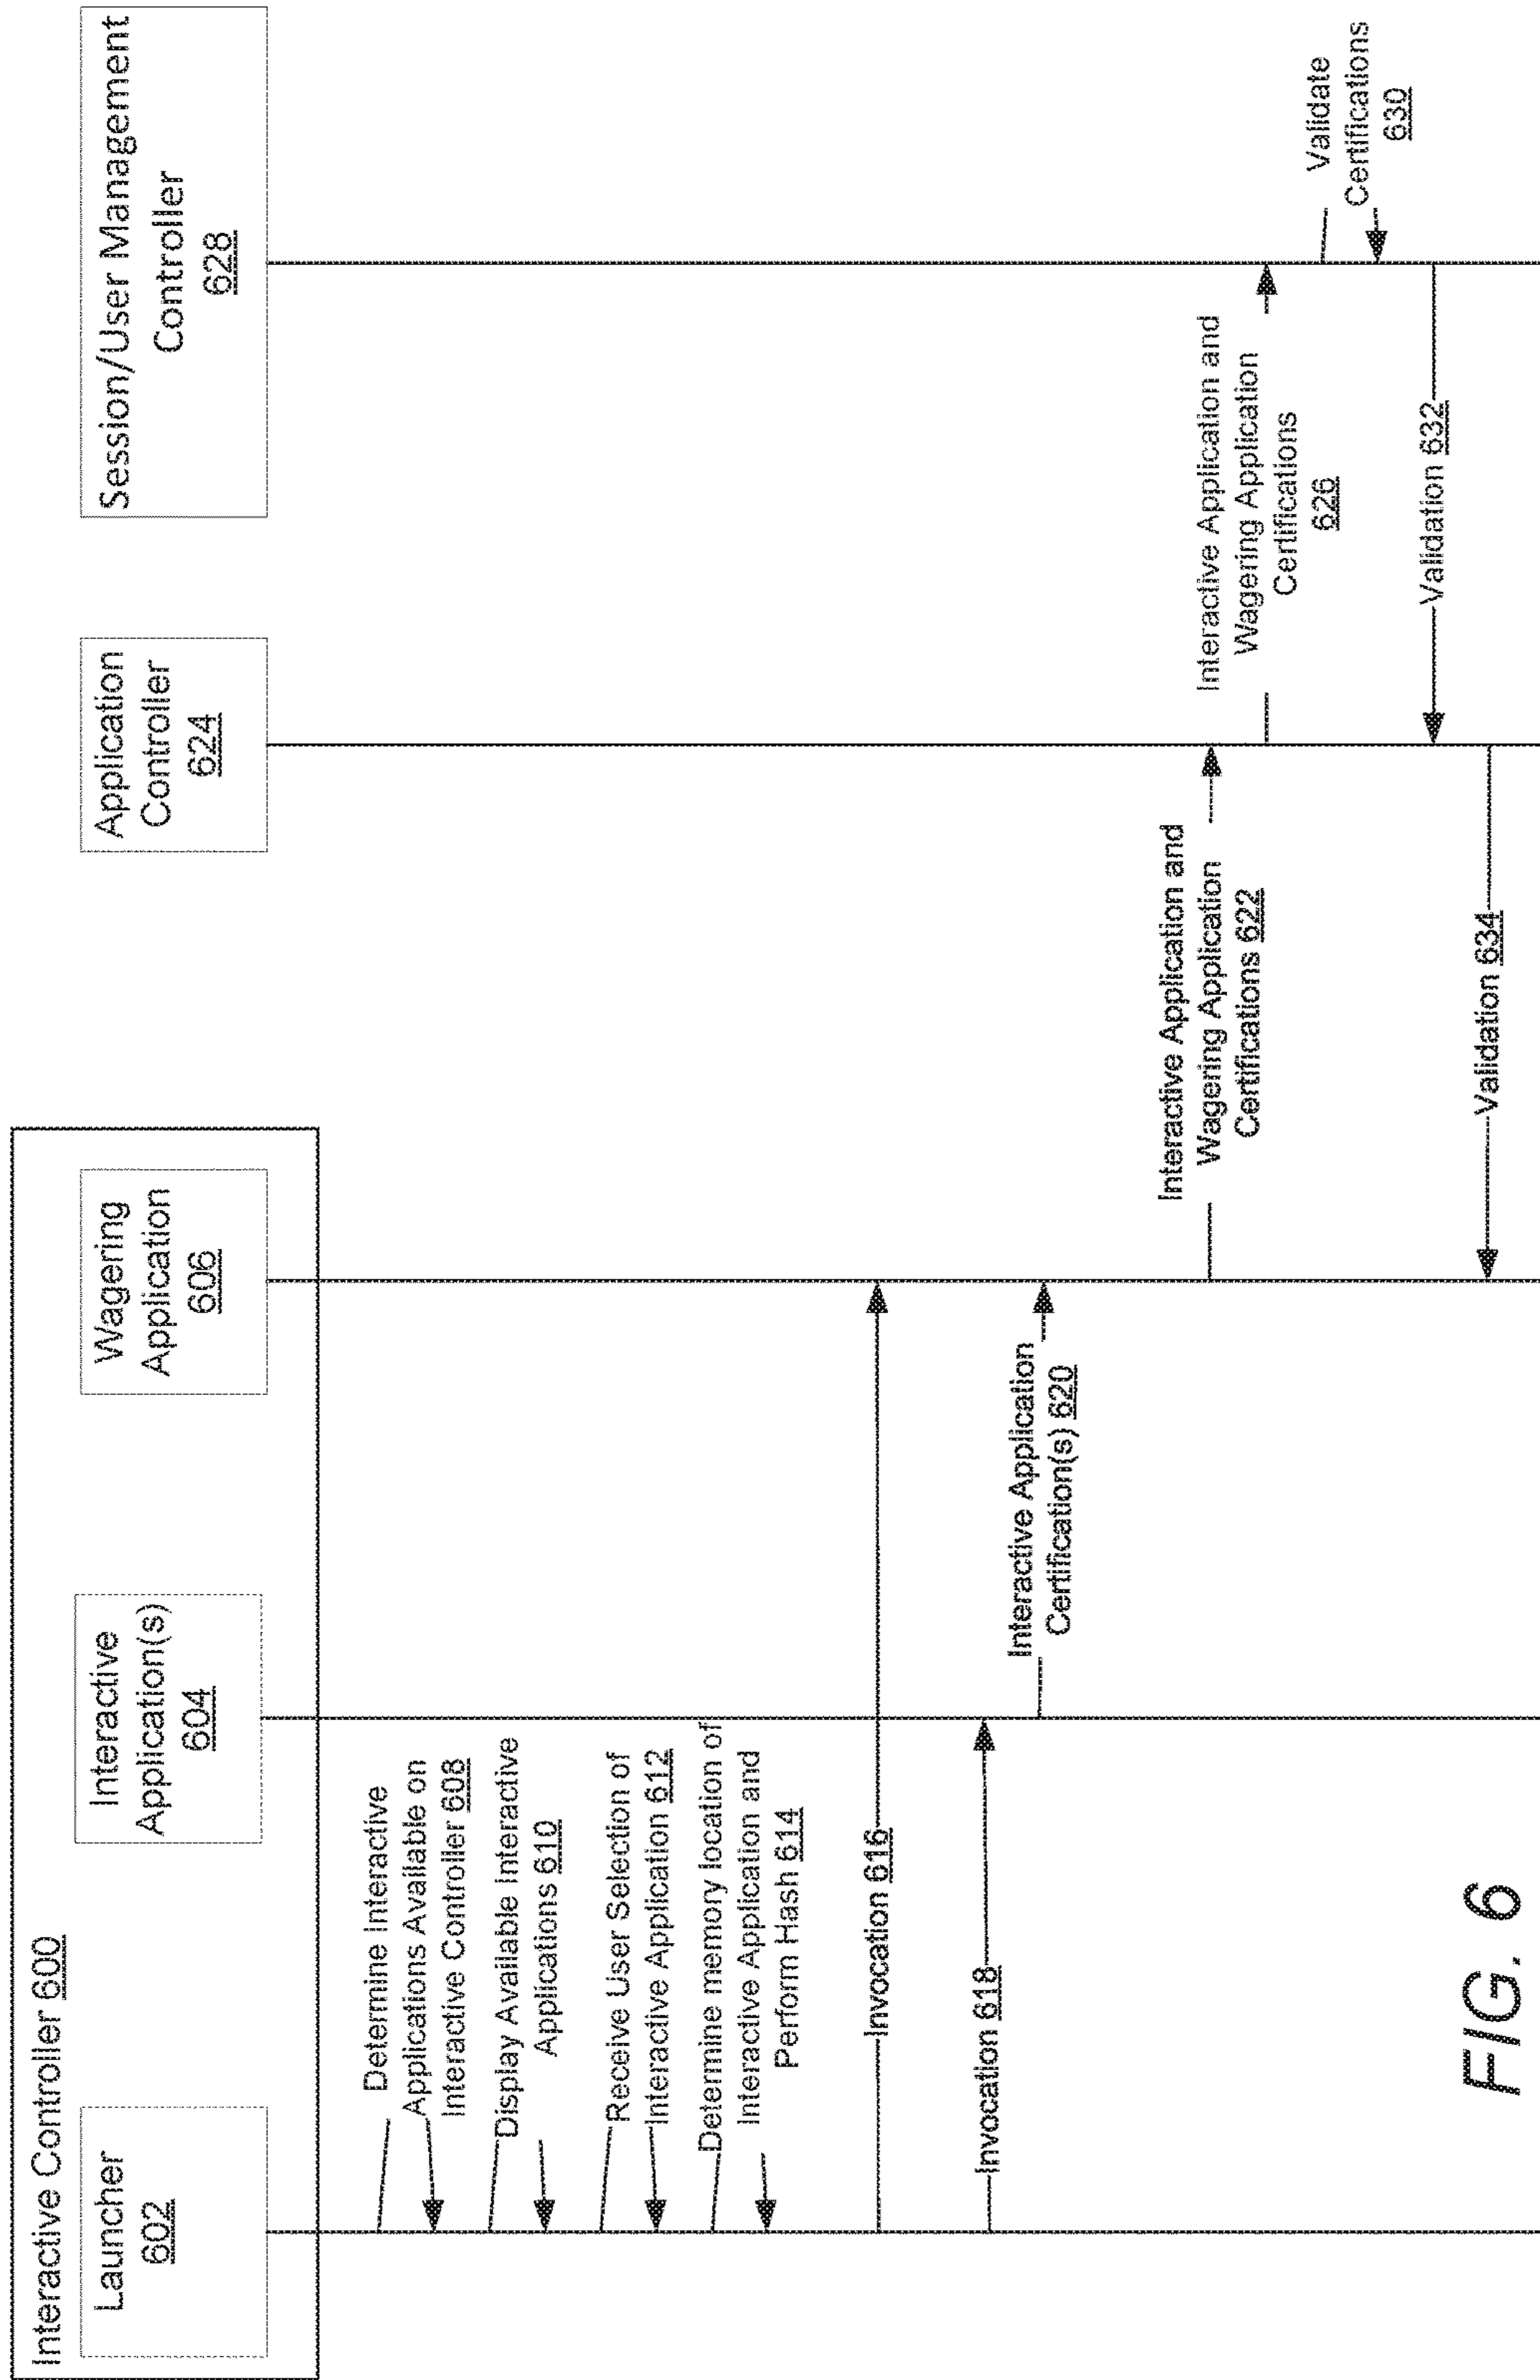 Interactive Controller 600
Launcher
602
Interactive
Application(s)
604
Wagering
Application
606
Application
Controller
624
Session/User Management
Controller
628
Determine Interactive
Applications Available on
Interactive Controller 608
Display Available Interactive
Applications 610
Receive User Selection of
Interactive Application 612
Determine memory location of
Interactive Application and
Perform Hash 614
Invocation 616
Invocation 618
Interactive Application
Certification(s) 620
Interactive Application and
Wagering Application
Certifications 622
Interactive Application and
Wagering Application
Certifications
626
Validate
Certifications
630
Validation 632
Validation 634
FIG. 6